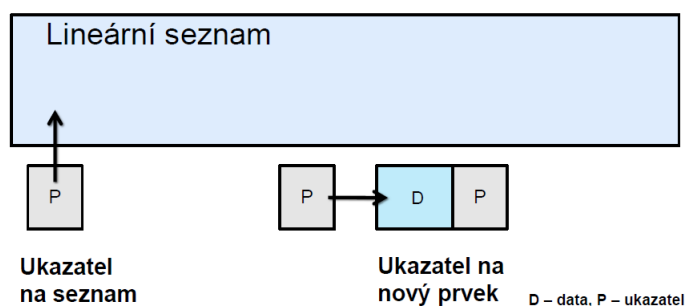 Lineární seznam
P
P
D
P
Ukazatel
na seznam
Ukazatel na
nový prvek
D – data, P – ukazatel